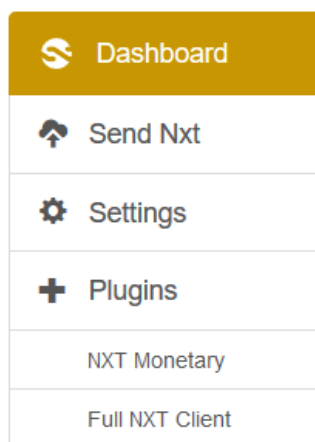 Dashboard
Send Nxt
Settings
Plugins
NXT Monetary
Full NXT Client